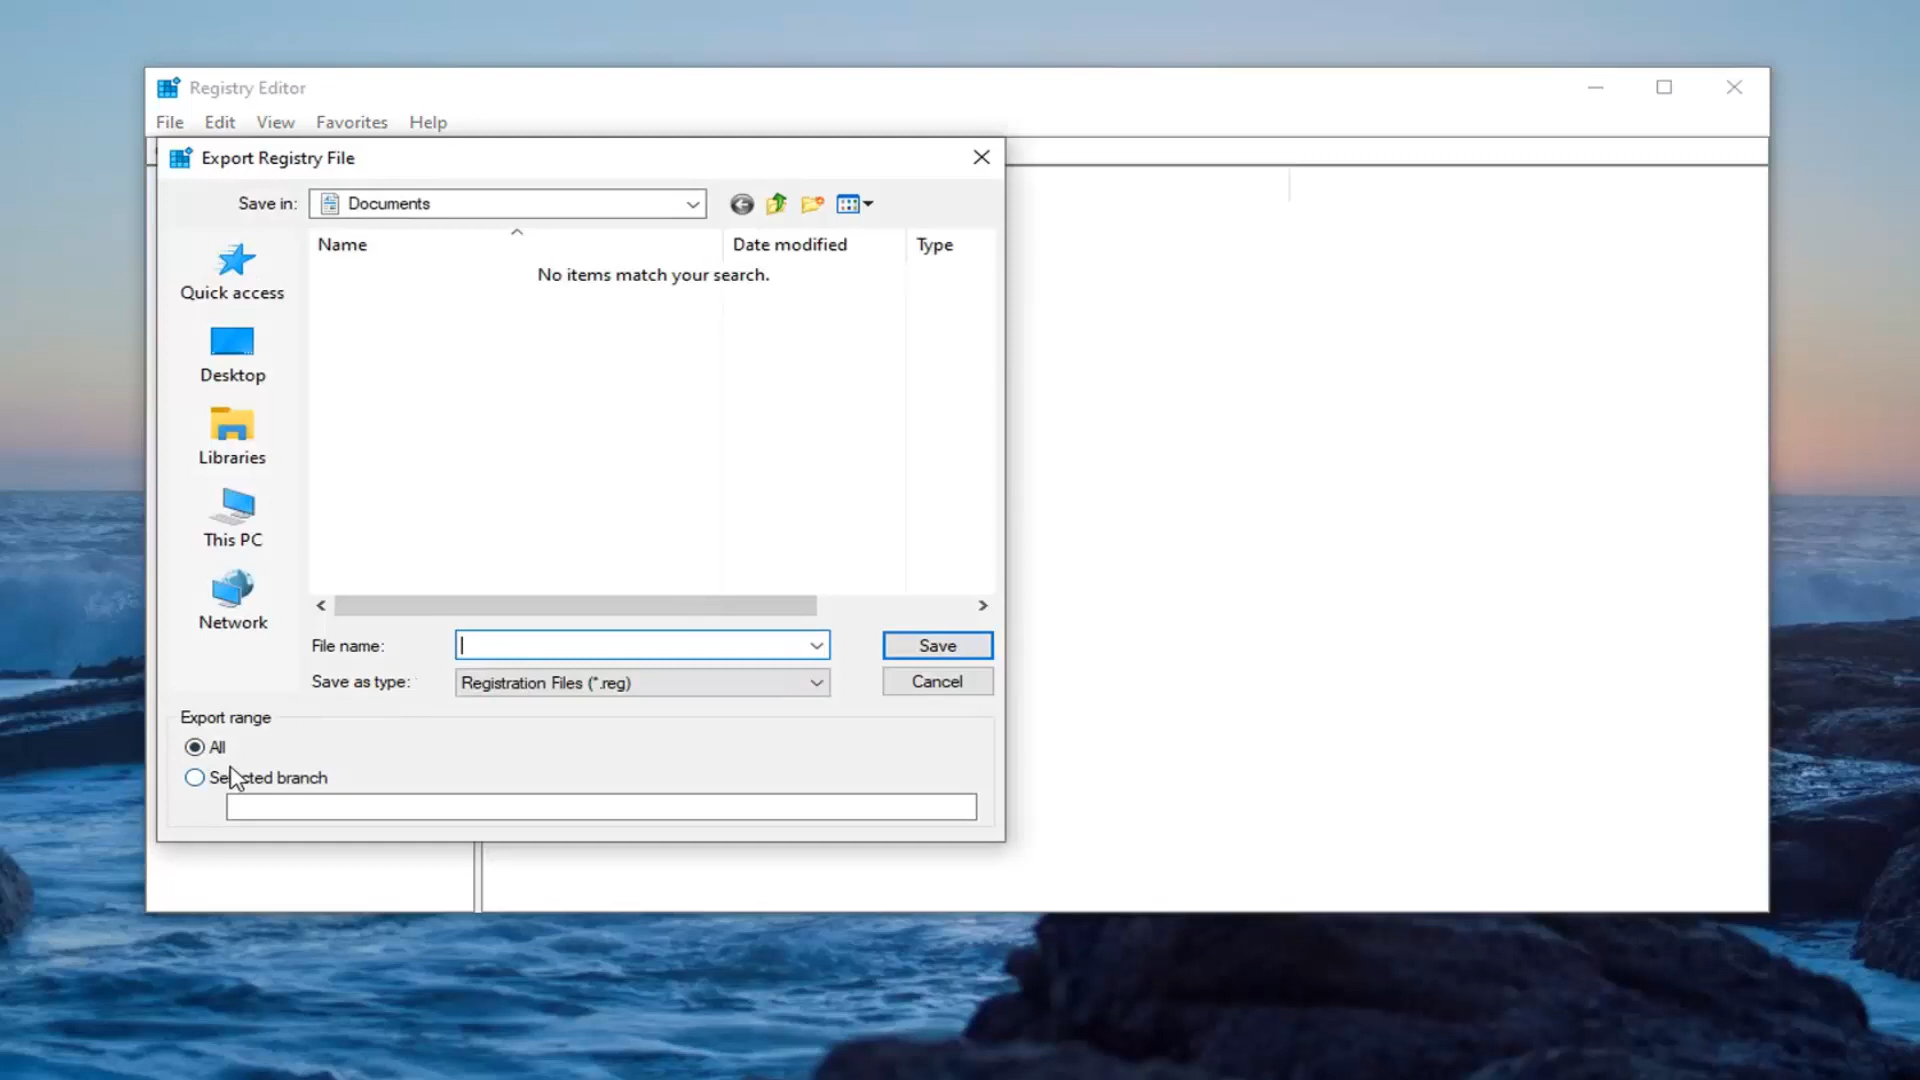 Registry Editor
File Edit View Favorites Help
Export Registry File
Save in: Documents
Name Date modified Type
No items match your search.
Quick access
Desktop
Libraries
This PC
Network
File name: Save
Save as type: Registration Files (*.reg) Cancel
Export range
All
Selected branch